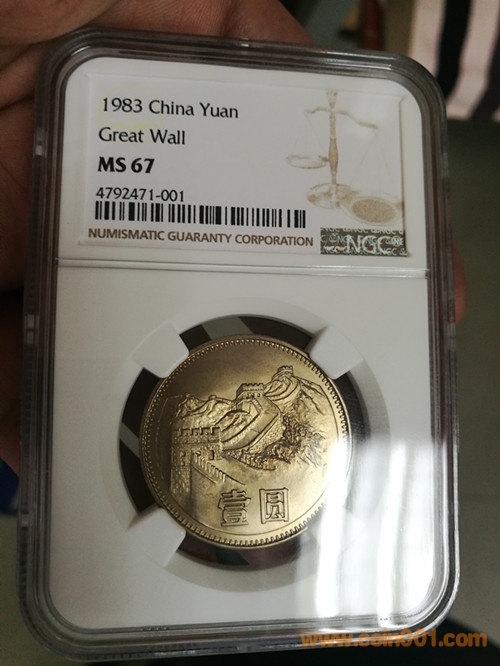 1983 China Yuan
Great Wall
MS 67
4792471-001
NUMISMATIC GUARANTY CORPORATION
NGC
壹圆
www.coin001.com